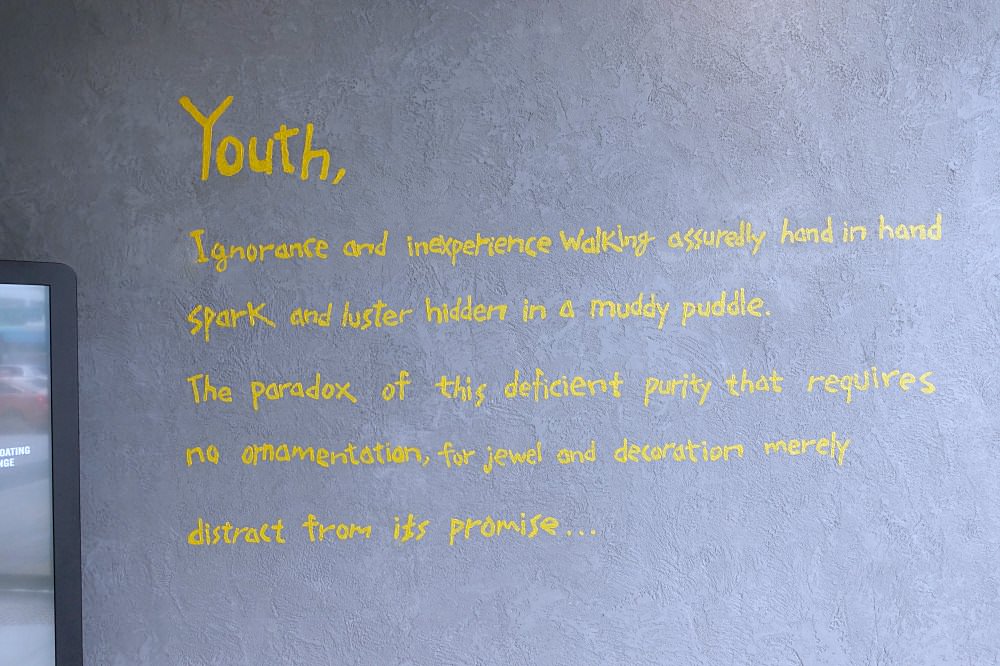 Youth,
Ignorance and inexperience walking assuredly hand in hand
spark and luster hidden in a muddy puddle.
The paradox of this deficient purity that requires
no ornamentation, for jewel and decoration merely
distract from its promise...